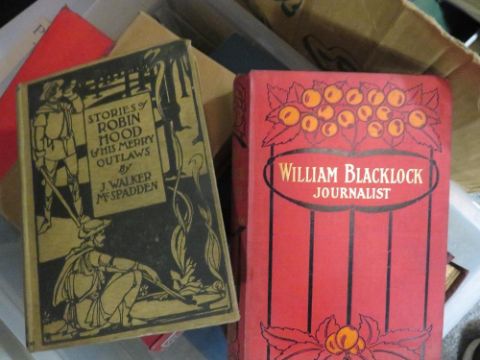 STORIES of
ROBIN
HOOD
& HIS MERRY
OUTLAWS
BY
J. WALKER
McSPADDEN
WILLIAM BLACKLOCK
JOURNALIST